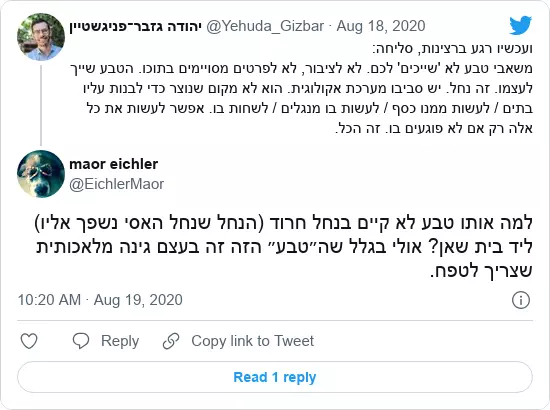 יהודה גזבר־פניגשטיין @Yehuda_Gizbar · Aug 18, 2020
ועכשיו רגע ברצינות, סליחה:
משאבי טבע לא 'שייכים' לכם. לא לציבור, לא לפרטים מסויימים בתוכו. הטבע שייך
לעצמו. זה נחל. יש סביבו מערכת אקולוגית. הוא לא מקום שנוצר כדי לבנות עליו
בתים / לעשות ממנו כסף / לעשות בו מנגלים / לשחות בו. אפשר לעשות את כל
אלה רק אם לא פוגעים בו. זה הכל.
maor eichler
@EichlerMaor
למה אותו טבע לא קיים בנחל חרוד (הנחל שנחל האסי נשפך אליו)
ליד בית שאן? אולי בגלל שה״טבע״ הזה זה בעצם גינה מלאכותית
שצריך לטפח.
10:20 AM · Aug 19, 2020
Reply
Copy link to Tweet
Read 1 reply